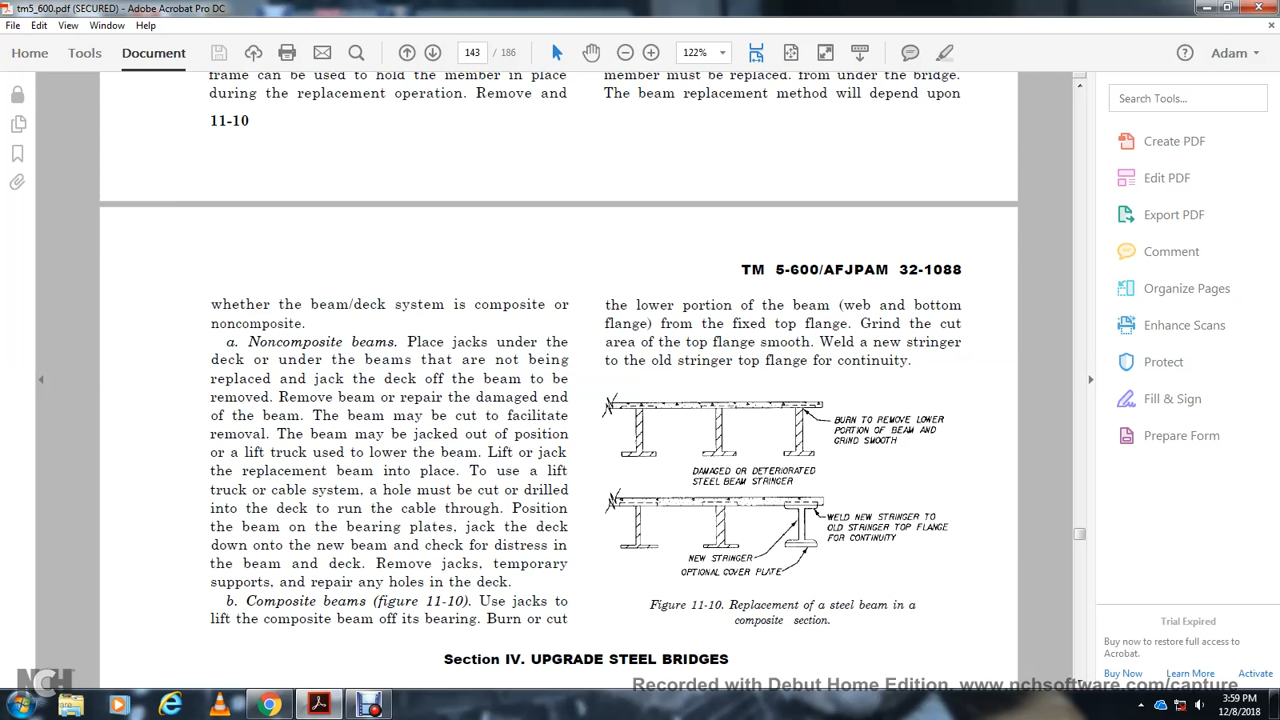 tm5_600.pdf (SECURED) - Adobe Acrobat Pro DC
File Edit View Window Help
Home Tools Document 143 / 186 122% Adam
frame can be used to hold the member in place
during the replacement operation. Remove and
11-10
member must be replaced. from under the bridge.
The beam replacement method will depend upon
TM 5-600/AFJPAM 32-1088
whether the beam/deck system is composite or
noncomposite.
a. Noncomposite beams. Place jacks under the
deck or under the beams that are not being
replaced and jack the deck off the beam to be
removed. Remove beam or repair the damaged end
of the beam. The beam may be cut to facilitate
removal. The beam may be jacked out of position
or a lift truck used to lower the beam. Lift or jack
the replacement beam into place. To use a lift
truck or cable system, a hole must be cut or drilled
into the deck to run the cable through. Position
the beam on the bearing plates, jack the deck
down onto the new beam and check for distress in
the beam and deck. Remove jacks, temporary
supports, and repair any holes in the deck.
b. Composite beams (figure 11-10). Use jacks to
lift the composite beam off its bearing. Burn or cut
the lower portion of the beam (web and bottom
flange) from the fixed top flange. Grind the cut
area of the top flange smooth. Weld a new stringer
to the old stringer top flange for continuity.
BURN TO REMOVE LOWER
PORTION OF BEAM AND
GRIND SMOOTH
DAMAGED OR DETERIORATED
STEEL BEAM STRINGER
WELD NEW STRINGER TO
OLD STRINGER TOP FLANGE
FOR CONTINUITY
NEW STRINGER
OPTIONAL COVER PLATE
Figure 11-10. Replacement of a steel beam in a
composite section.
Section IV. UPGRADE STEEL BRIDGES
Search Tools...
Create PDF
Edit PDF
Export PDF
Comment
Organize Pages
Enhance Scans
Protect
Fill & Sign
Prepare Form
Trial Expired
Buy now to restore full access to
Acrobat.
Buy Now Learn More Activate
NCH
Recorded with Debut Home Edition. www.nchsoftware.com/capture
3:59 PM
12/8/2018